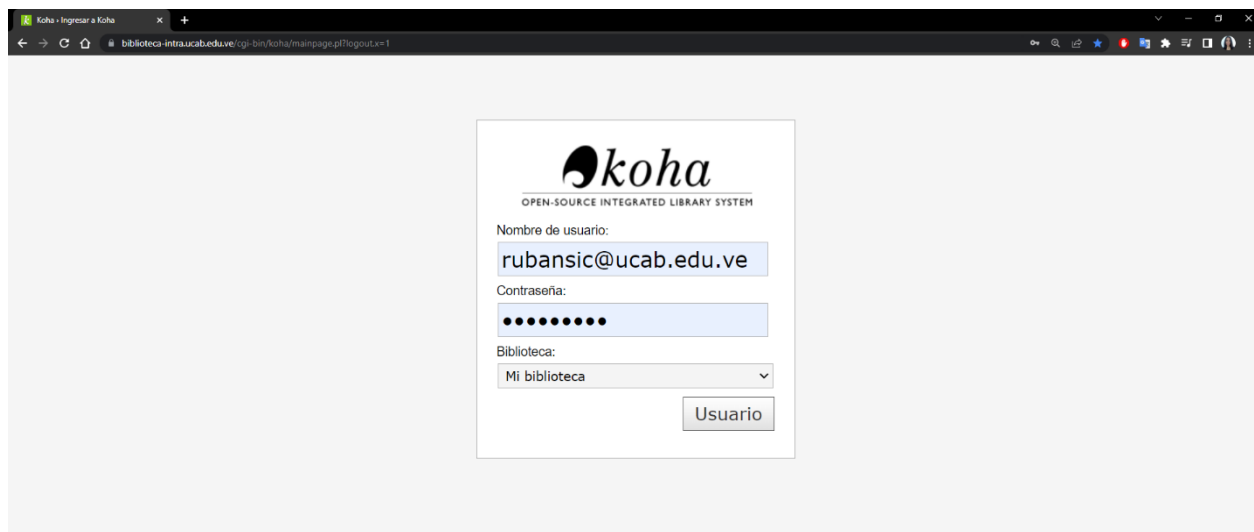 Koha › Ingresar a Koha
biblioteca-intra.ucab.edu.ve/cgi-bin/koha/mainpage.pl?logout.x=1
koha
OPEN-SOURCE INTEGRATED LIBRARY SYSTEM
Nombre de usuario:
rubansic@ucab.edu.ve
Contraseña:
•••••••••
Biblioteca:
Mi biblioteca
Usuario